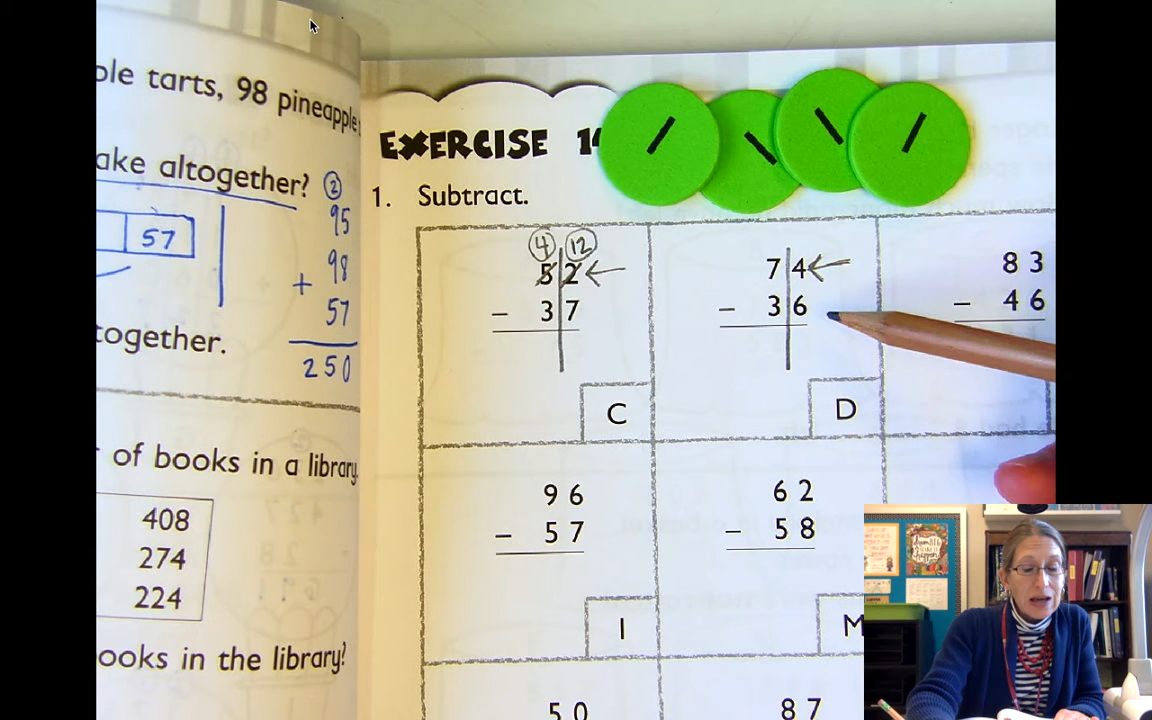 ple tarts, 98 pineapple
ake altogether?
57
2
95
98
+ 57
250
together.
of books in a library.
408
274
224
ooks in the library?
EXERCISE 1
1. Subtract.
4 12
52
- 37
C
74
- 36
D
83
- 46
96
- 57
I
62
- 58
M
50
87